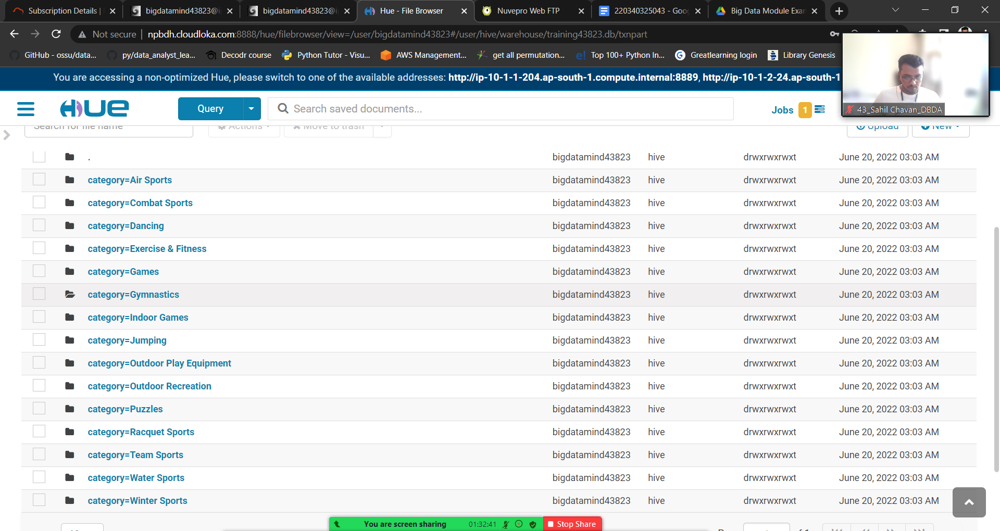 Subscription Details |
bigdatamind43823@i
bigdatamind43823@i
Hue - File Browser
Nuvepro Web FTP
220340325043 - Goo
Big Data Module Exa
Not secure | npbdh.cloudloka.com:8888/hue/filebrowser/view=/user/bigdatamind43823#/user/hive/warehouse/training43823.db/txnpart
GitHub - ossu/data...
py/data_analyst_lea...
Decodr course
Python Tutor - Visu...
AWS Management...
get all permutation...
e! Top 100+ Python In...
G Greatlearning login
Library Genesis
You are accessing a non-optimized Hue, please switch to one of the available addresses: http://ip-10-1-1-204.ap-south-1.compute.internal:8889, http://ip-10-1-2-24.ap-south-1
HUE
Query
Search saved documents...
Jobs 1
43_Sahil Chavan_DBDA
Search for file name
Actions
Move to trash
Upload
New
. bigdatamind43823 hive drwxrwxrwxt June 20, 2022 03:03 AM
category=Air Sports bigdatamind43823 hive drwxrwxrwxt June 20, 2022 03:03 AM
category=Combat Sports bigdatamind43823 hive drwxrwxrwxt June 20, 2022 03:03 AM
category=Dancing bigdatamind43823 hive drwxrwxrwxt June 20, 2022 03:03 AM
category=Exercise & Fitness bigdatamind43823 hive drwxrwxrwxt June 20, 2022 03:03 AM
category=Games bigdatamind43823 hive drwxrwxrwxt June 20, 2022 03:03 AM
category=Gymnastics bigdatamind43823 hive drwxrwxrwxt June 20, 2022 03:03 AM
category=Indoor Games bigdatamind43823 hive drwxrwxrwxt June 20, 2022 03:03 AM
category=Jumping bigdatamind43823 hive drwxrwxrwxt June 20, 2022 03:03 AM
category=Outdoor Play Equipment bigdatamind43823 hive drwxrwxrwxt June 20, 2022 03:03 AM
category=Outdoor Recreation bigdatamind43823 hive drwxrwxrwxt June 20, 2022 03:03 AM
category=Puzzles bigdatamind43823 hive drwxrwxrwxt June 20, 2022 03:03 AM
category=Racquet Sports bigdatamind43823 hive drwxrwxrwxt June 20, 2022 03:03 AM
category=Team Sports bigdatamind43823 hive drwxrwxrwxt June 20, 2022 03:03 AM
category=Water Sports bigdatamind43823 hive drwxrwxrwxt June 20, 2022 03:03 AM
category=Winter Sports bigdatamind43823 hive drwxrwxrwxt June 20, 2022 03:03 AM
You are screen sharing 01:32:41 Stop Share